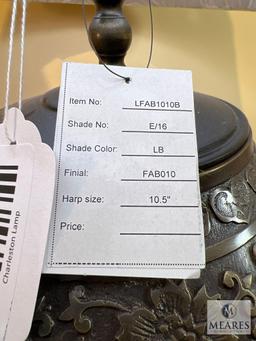 Item No: LFAB1010B
Shade No: E/16
Shade Color: LB
Finial: FAB010
Harp size: 10.5"
Price:
Charleston Lamp
MEARES